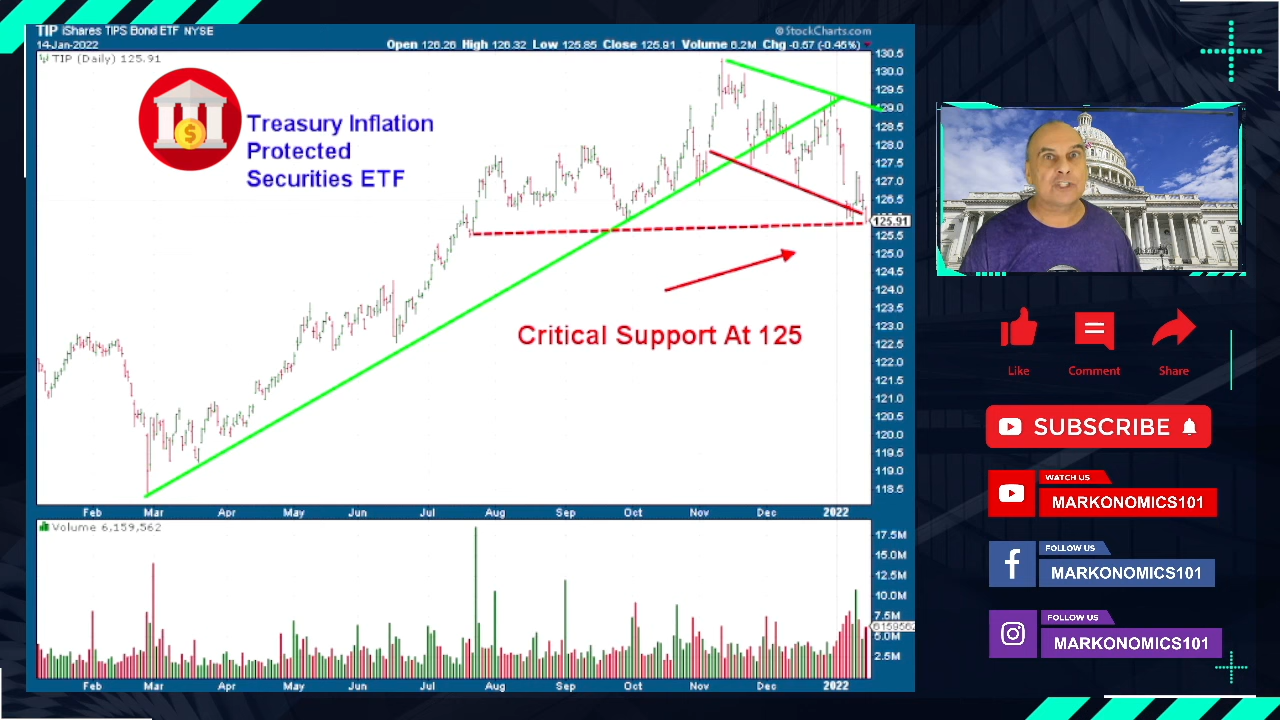 TIP iShares TIPS Bond ETF NYSE
© StockCharts.com
14-Jan-2022
Open 126.26 High 126.32 Low 125.85 Close 125.91 Volume 6.2M Chg -0.57 (-0.45%)
TIP (Daily) 125.91
Treasury Inflation
Protected
Securities ETF
130.5
130.0
129.5
129.0
128.5
128.0
127.5
127.0
126.5
125.91
125.5
125.0
124.5
124.0
123.5
123.0
122.5
122.0
121.5
121.0
120.5
120.0
119.5
119.0
118.5
Critical Support At 125
Feb Mar Apr May Jun Jul Aug Sep Oct Nov Dec 2022
Volume 6,159,562
17.5M
15.0M
12.5M
10.0M
7.5M
6159562
5.0M
2.5M
Feb Mar Apr May Jun Jul Aug Sep Oct Nov Dec 2022
$
Like Comment Share
SUBSCRIBE
WATCH US
MARKONOMICS101
FOLLOW US
MARKONOMICS101
FOLLOW US
MARKONOMICS101